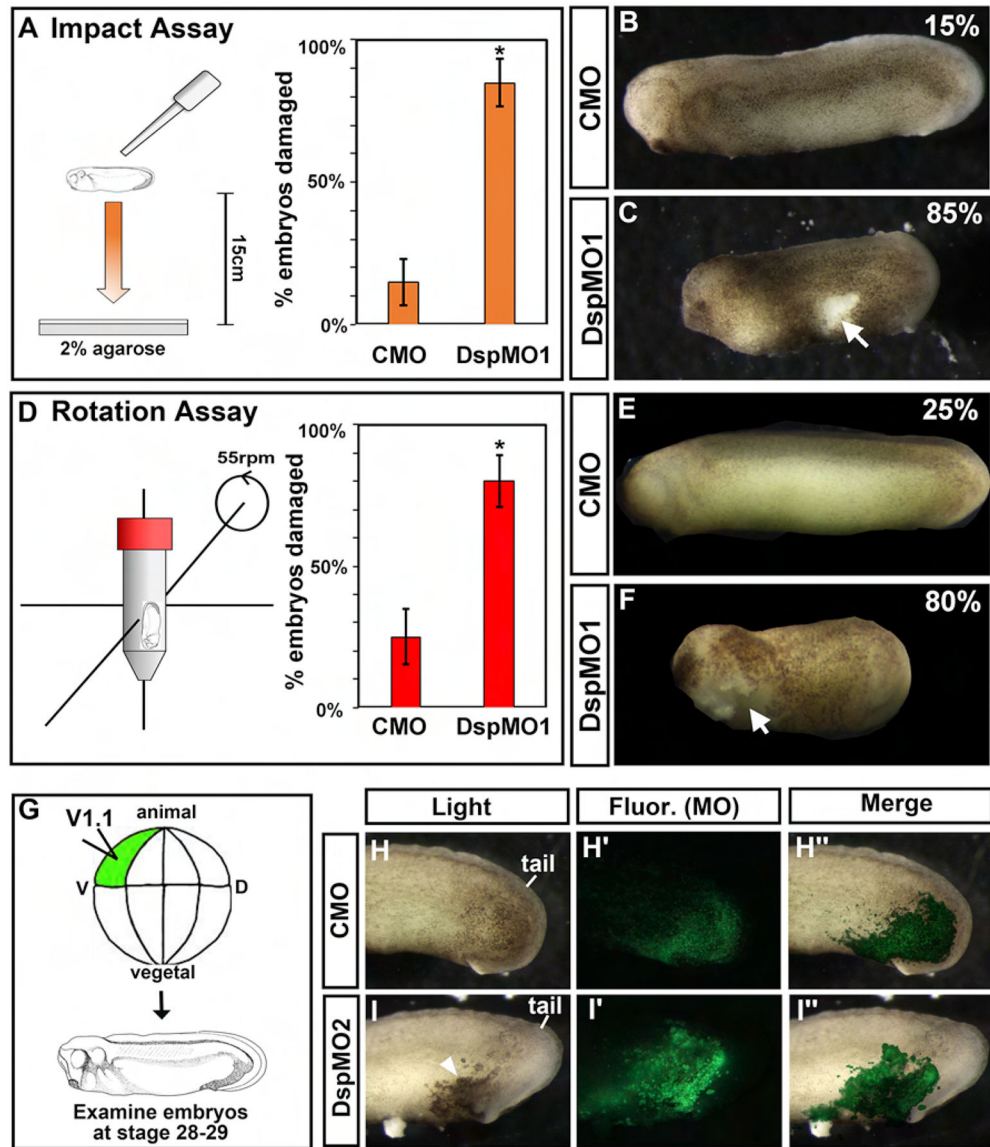 A Impact Assay
15cm
2% agarose
% embryos damaged
100%
50%
0%
*
CMO
DspMO1
CMO
B
15%
DspMO1
C
85%
D Rotation Assay
55rpm
% embryos damaged
100%
50%
0%
*
CMO
DspMO1
CMO
E
25%
DspMO1
F
80%
G
V1.1
animal
V
D
vegetal
Examine embryos
at stage 28-29
Light
Fluor. (MO)
Merge
CMO
H
tail
H'
H"
DspMO2
I
tail
I'
I"